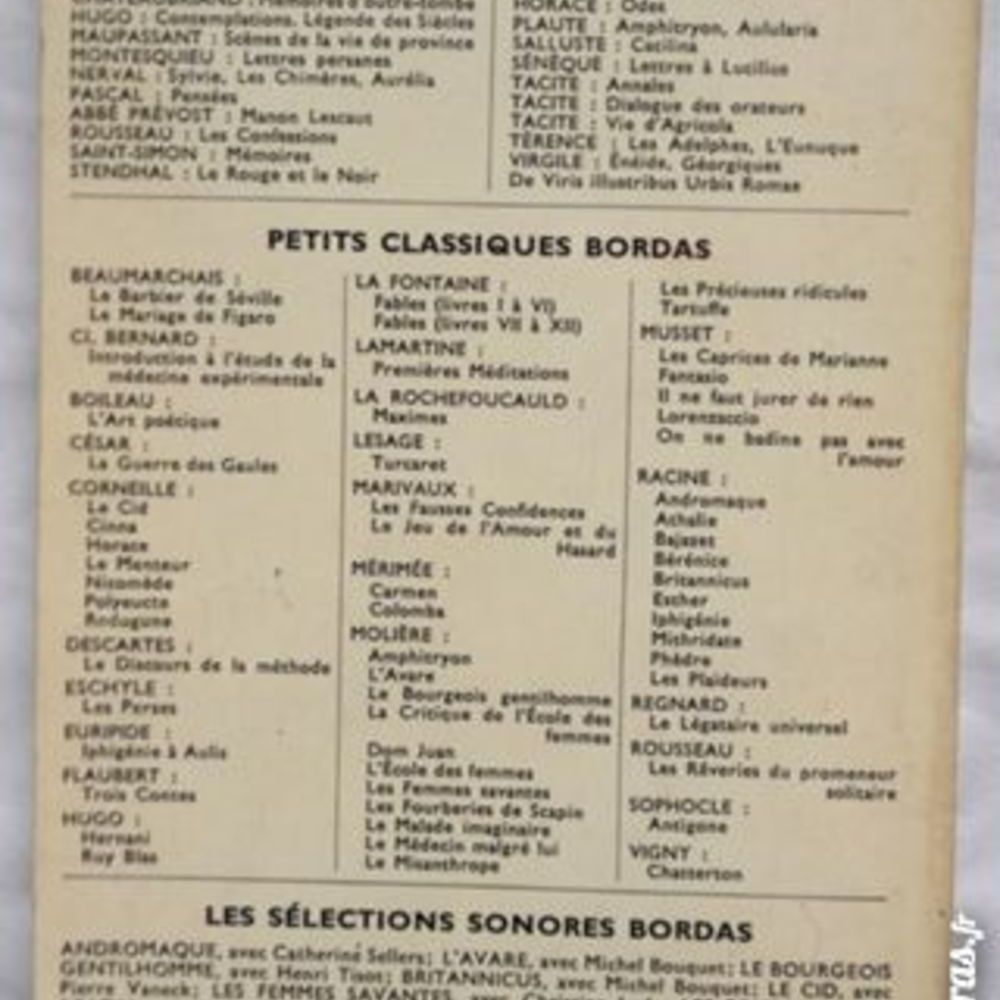 CHATEAUBRIAND : Mémoires d'outre-tombe
HUGO : Contemplations, Légende des Siècles
MAUPASSANT : Scènes de la vie de province
MONTESQUIEU : Lettres persanes
NERVAL : Sylvie, Les Chimères, Aurélia
PASCAL : Pensées
ABBÉ PRÉVOST : Manon Lescaut
ROUSSEAU : Les Confessions
SAINT-SIMON : Mémoires
STENDHAL : Le Rouge et le Noir
HORACE : Odes
PLAUTE : Amphitryon, Aulularia
SALLUSTE : Catilina
SÉNÈQUE : Lettres à Lucilius
TACITE : Annales
TACITE : Dialogue des orateurs
TACITE : Vie d'Agricola
TÉRENCE : Les Adelphes, L'Eunuque
VIRGILE : Énéide, Géorgiques
De Viris illustribus Urbis Romae
PETITS CLASSIQUES BORDAS
BEAUMARCHAIS :
Le Barbier de Séville
Le Mariage de Figaro
Cl. BERNARD :
Introduction à l'étude de la
médecine expérimentale
BOILEAU :
L'Art poétique
CÉSAR :
La Guerre des Gaules
CORNEILLE :
Le Cid
Cinna
Horace
Le Menteur
Nicomède
Polyeucte
Rodogune
DESCARTES :
Le Discours de la méthode
ESCHYLE :
Les Perses
EURIPIDE :
Iphigénie à Aulis
FLAUBERT :
Trois Contes
HUGO :
Hernani
Ruy Blas
LA FONTAINE :
Fables (livres I à VI)
Fables (livres VII à XII)
LAMARTINE :
Premières Méditations
LA ROCHEFOUCAULD :
Maximes
LESAGE :
Turcaret
MARIVAUX :
Les Fausses Confidences
Le Jeu de l'Amour et du
Hasard
MÉRIMÉE :
Carmen
Colomba
MOLIÈRE :
Amphitryon
L'Avare
Le Bourgeois gentilhomme
La Critique de l'École des
femmes
Dom Juan
L'École des femmes
Les Femmes savantes
Les Fourberies de Scapin
Le Malade imaginaire
Le Médecin malgré lui
Le Misanthrope
Les Précieuses ridicules
Tartuffe
MUSSET :
Les Caprices de Marianne
Fantasio
Il ne faut jurer de rien
Lorenzaccio
On ne badine pas avec
l'amour
RACINE :
Andromaque
Athalie
Bajazet
Bérénice
Britannicus
Esther
Iphigénie
Mithridate
Phèdre
Les Plaideurs
REGNARD :
Le Légataire universel
ROUSSEAU :
Les Rêveries du promeneur
solitaire
SOPHOCLE :
Antigone
VIGNY :
Chatterton
LES SÉLECTIONS SONORES BORDAS
ANDROMAQUE, avec Catherine Sellers; L'AVARE, avec Michel Bouquet; LE BOURGEOIS
GENTILHOMME, avec Henri Tisot; BRITANNICUS, avec Michel Bouquet; LE CID, avec
Pierre Vaneck; LES FEMMES SAVANTES, avec
ras.fr